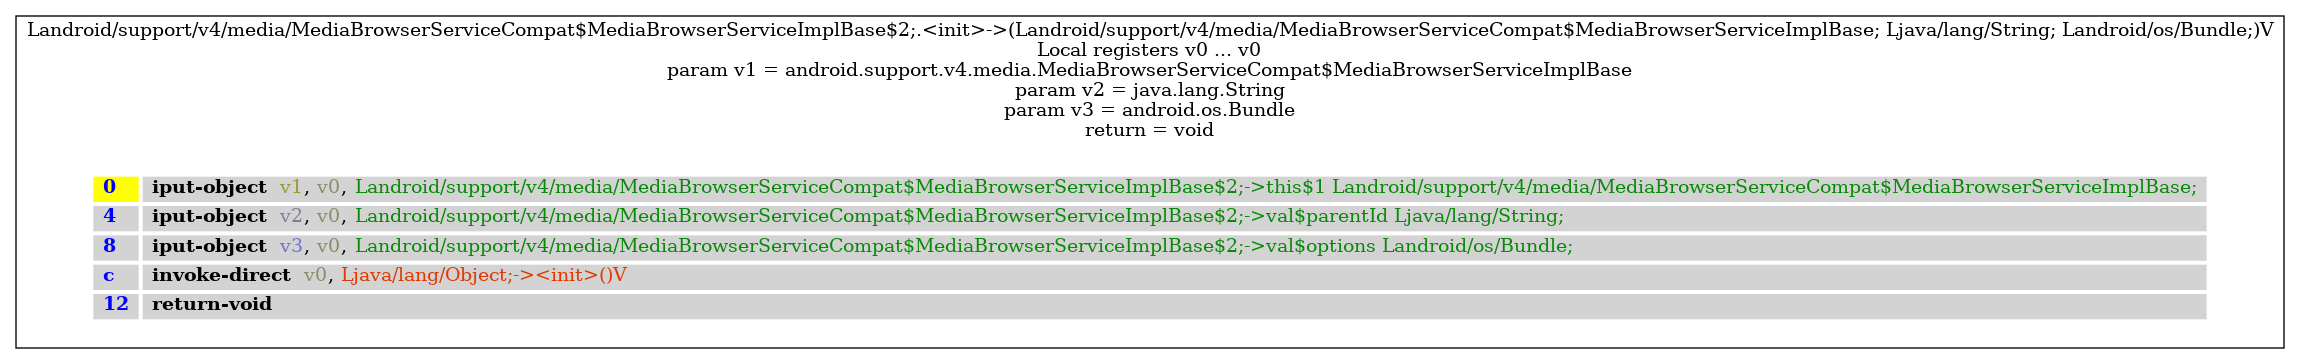 Landroid/support/v4/media/MediaBrowserServiceCompat$MediaBrowserServiceImplBase$2;.<init>->(Landroid/support/v4/media/MediaBrowserServiceCompat$MediaBrowserServiceImplBase; Ljava/lang/String; Landroid/os/Bundle;)V
Local registers v0 ... v0
param v1 = android.support.v4.media.MediaBrowserServiceCompat$MediaBrowserServiceImplBase
param v2 = java.lang.String
param v3 = android.os.Bundle
return = void
0 iput-object v1, v0, Landroid/support/v4/media/MediaBrowserServiceCompat$MediaBrowserServiceImplBase$2;->this$1 Landroid/support/v4/media/MediaBrowserServiceCompat$MediaBrowserServiceImplBase;
4 iput-object v2, v0, Landroid/support/v4/media/MediaBrowserServiceCompat$MediaBrowserServiceImplBase$2;->val$parentId Ljava/lang/String;
8 iput-object v3, v0, Landroid/support/v4/media/MediaBrowserServiceCompat$MediaBrowserServiceImplBase$2;->val$options Landroid/os/Bundle;
c invoke-direct v0, Ljava/lang/Object;-><init>()V
12 return-void